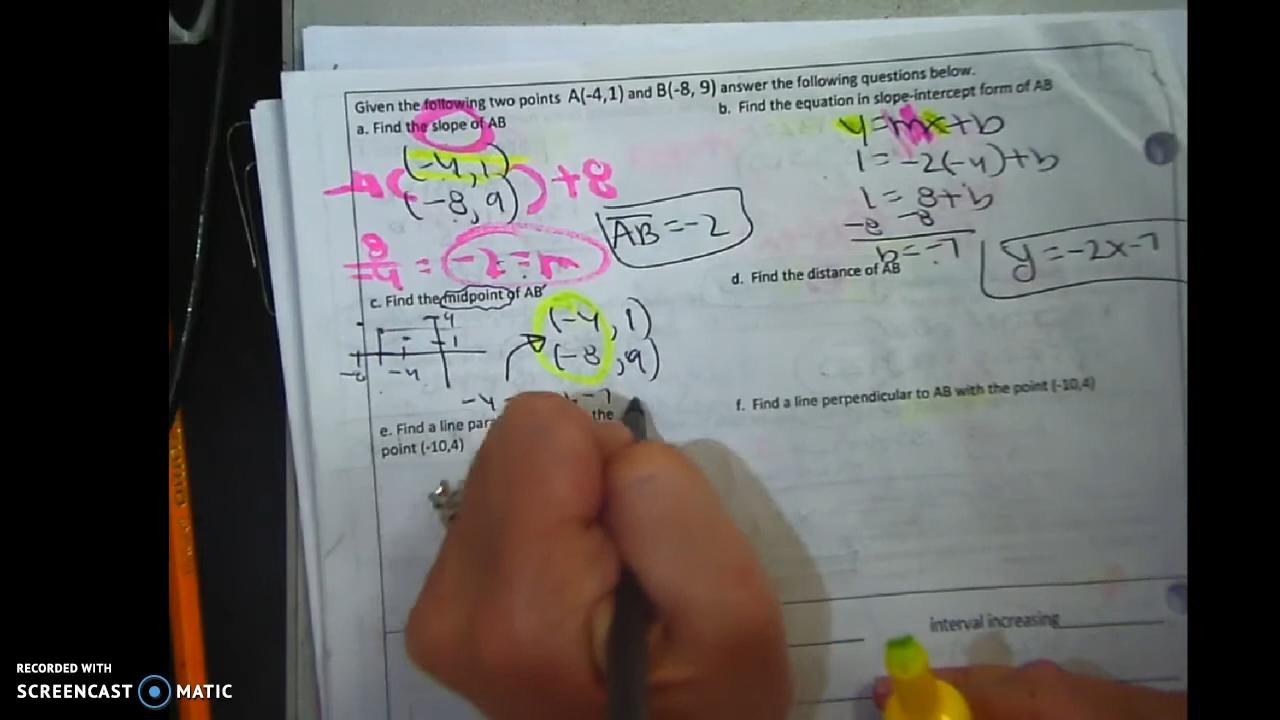 Given the following two points A(-4,1) and B(-8, 9) answer the following questions below.
a. Find the slope of AB
(-4, 1)
(-8, 9)
+8
8
-4
= -2 = m
AB = -2
b. Find the equation in slope-intercept form of AB
y = mx + b
1 = -2(-4) + b
1 = 8 + b
-8 -8
b = -7
y = -2x - 7
c. Find the midpoint of AB
(-4, 1)
(-8, 9)
-4
d. Find the distance of AB
e. Find a line par
the
point (-10,4)
f. Find a line perpendicular to AB with the point (-10,4)
interval increasing
RECORDED WITH
SCREENCAST MATIC